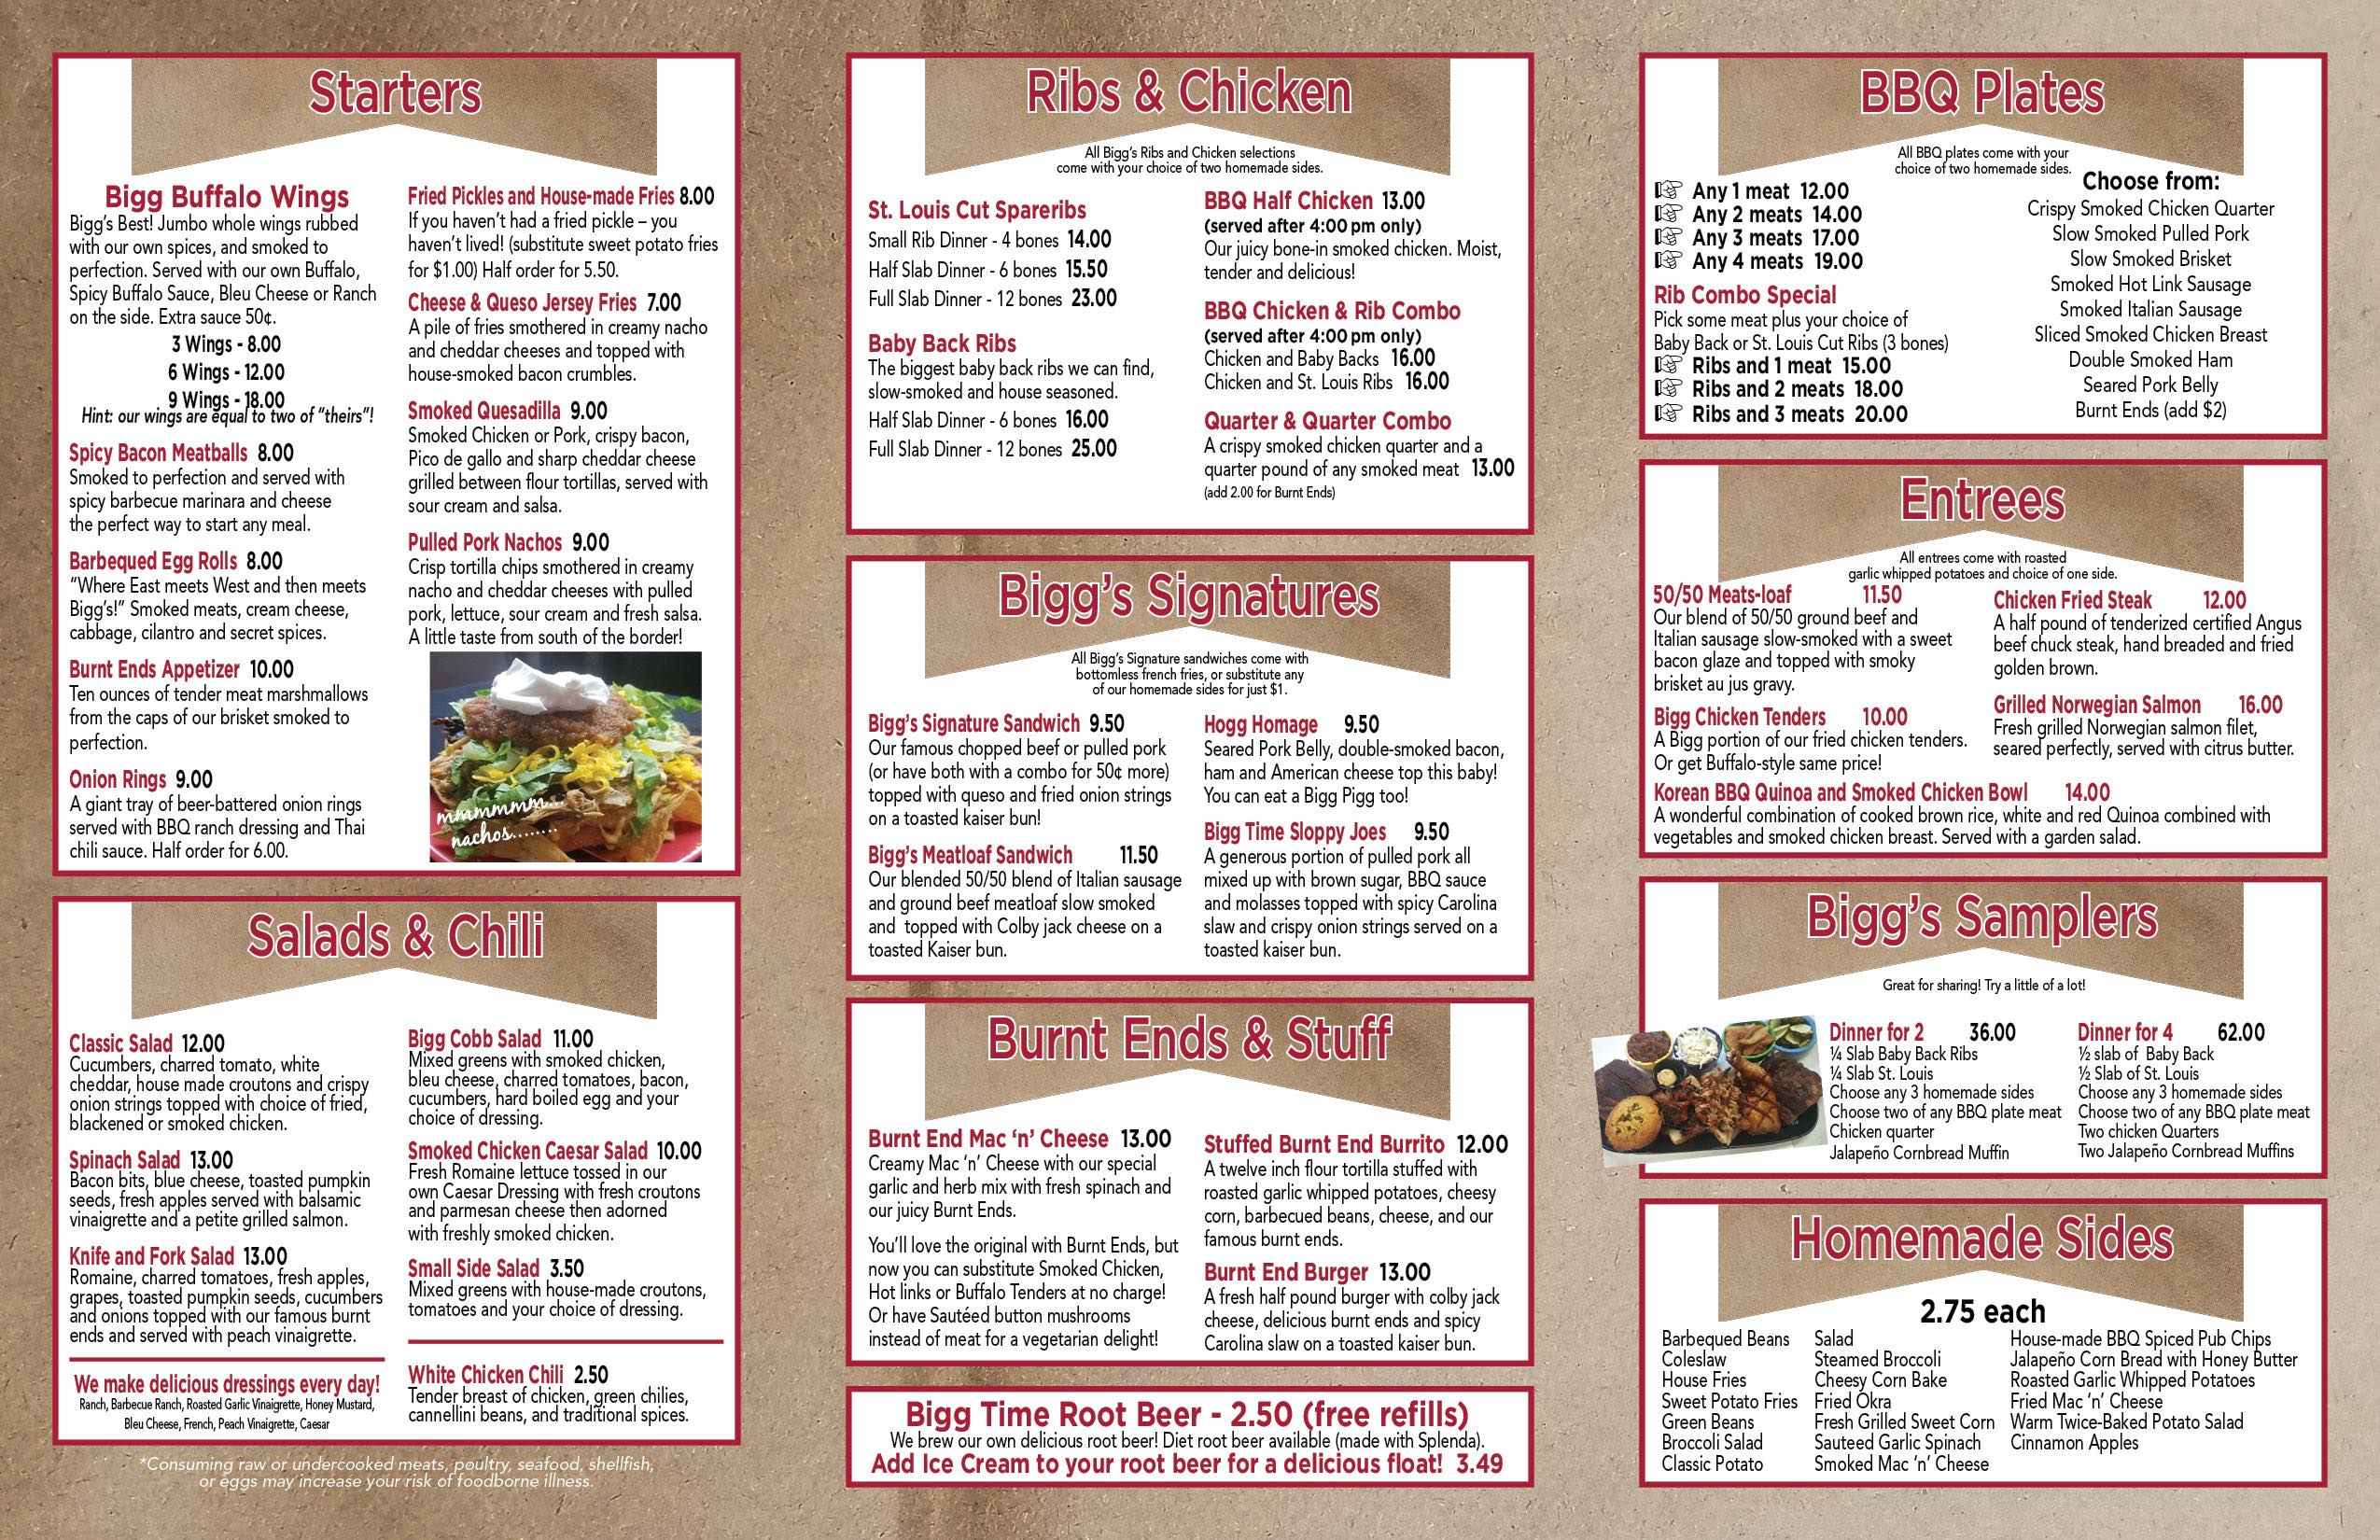 Starters
Bigg Buffalo Wings
Bigg's Best! Jumbo whole wings rubbed
with our own spices, and smoked to
perfection. Served with our own Buffalo,
Spicy Buffalo Sauce, Bleu Cheese or Ranch
on the side. Extra sauce 50¢.
3 Wings - 8.00
6 Wings - 12.00
9 Wings - 18.00
Hint: our wings are equal to two of "theirs"!
Spicy Bacon Meatballs 8.00
Smoked to perfection and served with
spicy barbecue marinara and cheese
the perfect way to start any meal.
Barbequed Egg Rolls 8.00
"Where East meets West and then meets
Bigg's!" Smoked meats, cream cheese,
cabbage, cilantro and secret spices.
Burnt Ends Appetizer 10.00
Ten ounces of tender meat marshmallows
from the caps of our brisket smoked to
perfection.
Onion Rings 9.00
A giant tray of beer-battered onion rings
served with BBQ ranch dressing and Thai
chili sauce. Half order for 6.00.
Fried Pickles and House-made Fries 8.00
If you haven't had a fried pickle – you
haven't lived! (substitute sweet potato fries
for $1.00) Half order for 5.50.
Cheese & Queso Jersey Fries 7.00
A pile of fries smothered in creamy nacho
and cheddar cheeses and topped with
house-smoked bacon crumbles.
Smoked Quesadilla 9.00
Smoked Chicken or Pork, crispy bacon,
Pico de gallo and sharp cheddar cheese
grilled between flour tortillas, served with
sour cream and salsa.
Pulled Pork Nachos 9.00
Crisp tortilla chips smothered in creamy
nacho and cheddar cheeses with pulled
pork, lettuce, sour cream and fresh salsa.
A little taste from south of the border!
mmmmmm...
nachos........
Salads & Chili
Classic Salad 12.00
Cucumbers, charred tomato, white
cheddar, house made croutons and crispy
onion strings topped with choice of fried,
blackened or smoked chicken.
Spinach Salad 13.00
Bacon bits, blue cheese, toasted pumpkin
seeds, fresh apples served with balsamic
vinaigrette and a petite grilled salmon.
Knife and Fork Salad 13.00
Romaine, charred tomatoes, fresh apples,
grapes, toasted pumpkin seeds, cucumbers
and onions topped with our famous burnt
ends and served with peach vinaigrette.
We make delicious dressings every day!
Ranch, Barbecue Ranch, Roasted Garlic Vinaigrette, Honey Mustard,
Bleu Cheese, French, Peach Vinaigrette, Caesar
Bigg Cobb Salad 11.00
Mixed greens with smoked chicken,
bleu cheese, charred tomatoes, bacon,
cucumbers, hard boiled egg and your
choice of dressing.
Smoked Chicken Caesar Salad 10.00
Fresh Romaine lettuce tossed in our
own Caesar Dressing with fresh croutons
and parmesan cheese then adorned
with freshly smoked chicken.
Small Side Salad 3.50
Mixed greens with house-made croutons,
tomatoes and your choice of dressing.
White Chicken Chili 2.50
Tender breast of chicken, green chilies,
cannellini beans, and traditional spices.
*Consuming raw or undercooked meats, poultry, seafood, shellfish,
or eggs may increase your risk of foodborne illness.
Ribs & Chicken
All Bigg's Ribs and Chicken selections
come with your choice of two homemade sides.
St. Louis Cut Spareribs
Small Rib Dinner - 4 bones 14.00
Half Slab Dinner - 6 bones 15.50
Full Slab Dinner - 12 bones 23.00
Baby Back Ribs
The biggest baby back ribs we can find,
slow-smoked and house seasoned.
Half Slab Dinner - 6 bones 16.00
Full Slab Dinner - 12 bones 25.00
BBQ Half Chicken 13.00
(served after 4:00 pm only)
Our juicy bone-in smoked chicken. Moist,
tender and delicious!
BBQ Chicken & Rib Combo
(served after 4:00 pm only)
Chicken and Baby Backs 16.00
Chicken and St. Louis Ribs 16.00
Quarter & Quarter Combo
A crispy smoked chicken quarter and a
quarter pound of any smoked meat 13.00
(add 2.00 for Burnt Ends)
Bigg's Signatures
All Bigg's Signature sandwiches come with
bottomless french fries, or substitute any
of our homemade sides for just $1.
Bigg's Signature Sandwich 9.50
Our famous chopped beef or pulled pork
(or have both with a combo for 50¢ more)
topped with queso and fried onion strings
on a toasted kaiser bun!
Bigg's Meatloaf Sandwich 11.50
Our blended 50/50 blend of Italian sausage
and ground beef meatloaf slow smoked
and topped with Colby jack cheese on a
toasted Kaiser bun.
Hogg Homage 9.50
Seared Pork Belly, double-smoked bacon,
ham and American cheese top this baby!
You can eat a Bigg Pigg too!
Bigg Time Sloppy Joes 9.50
A generous portion of pulled pork all
mixed up with brown sugar, BBQ sauce
and molasses topped with spicy Carolina
slaw and crispy onion strings served on a
toasted kaiser bun.
Burnt Ends & Stuff
Burnt End Mac 'n' Cheese 13.00
Creamy Mac 'n' Cheese with our special
garlic and herb mix with fresh spinach and
our juicy Burnt Ends.
You'll love the original with Burnt Ends, but
now you can substitute Smoked Chicken,
Hot links or Buffalo Tenders at no charge!
Or have Sautéed button mushrooms
instead of meat for a vegetarian delight!
Stuffed Burnt End Burrito 12.00
A twelve inch flour tortilla stuffed with
roasted garlic whipped potatoes, cheesy
corn, barbecued beans, cheese, and our
famous burnt ends.
Burnt End Burger 13.00
A fresh half pound burger with colby jack
cheese, delicious burnt ends and spicy
Carolina slaw on a toasted kaiser bun.
Bigg Time Root Beer - 2.50 (free refills)
We brew our own delicious root beer! Diet root beer available (made with Splenda).
Add Ice Cream to your root beer for a delicious float! 3.49
BBQ Plates
All BBQ plates come with your
choice of two homemade sides.
☞ Any 1 meat 12.00
☞ Any 2 meats 14.00
☞ Any 3 meats 17.00
☞ Any 4 meats 19.00
Rib Combo Special
Pick some meat plus your choice of
Baby Back or St. Louis Cut Ribs (3 bones)
☞ Ribs and 1 meat 15.00
☞ Ribs and 2 meats 18.00
☞ Ribs and 3 meats 20.00
Choose from:
Crispy Smoked Chicken Quarter
Slow Smoked Pulled Pork
Slow Smoked Brisket
Smoked Hot Link Sausage
Smoked Italian Sausage
Sliced Smoked Chicken Breast
Double Smoked Ham
Seared Pork Belly
Burnt Ends (add $2)
Entrees
All entrees come with roasted
garlic whipped potatoes and choice of one side.
50/50 Meats-loaf 11.50
Our blend of 50/50 ground beef and
Italian sausage slow-smoked with a sweet
bacon glaze and topped with smoky
brisket au jus gravy.
Bigg Chicken Tenders 10.00
A Bigg portion of our fried chicken tenders.
Or get Buffalo-style same price!
Chicken Fried Steak 12.00
A half pound of tenderized certified Angus
beef chuck steak, hand breaded and fried
golden brown.
Grilled Norwegian Salmon 16.00
Fresh grilled Norwegian salmon filet,
seared perfectly, served with citrus butter.
Korean BBQ Quinoa and Smoked Chicken Bowl 14.00
A wonderful combination of cooked brown rice, white and red Quinoa combined with
vegetables and smoked chicken breast. Served with a garden salad.
Bigg's Samplers
Great for sharing! Try a little of a lot!
Dinner for 2 36.00
¼ Slab Baby Back Ribs
¼ Slab St. Louis
Choose any 3 homemade sides
Choose two of any BBQ plate meat
Chicken quarter
Jalapeño Cornbread Muffin
Dinner for 4 62.00
½ slab of Baby Back
½ Slab of St. Louis
Choose any 3 homemade sides
Choose two of any BBQ plate meat
Two chicken Quarters
Two Jalapeño Cornbread Muffins
Homemade Sides
2.75 each
Barbequed Beans
Coleslaw
House Fries
Sweet Potato Fries
Green Beans
Broccoli Salad
Classic Potato
Salad
Steamed Broccoli
Cheesy Corn Bake
Fried Okra
Fresh Grilled Sweet Corn
Sauteed Garlic Spinach
Smoked Mac 'n' Cheese
House-made BBQ Spiced Pub Chips
Jalapeño Corn Bread with Honey Butter
Roasted Garlic Whipped Potatoes
Fried Mac 'n' Cheese
Warm Twice-Baked Potato Salad
Cinnamon Apples